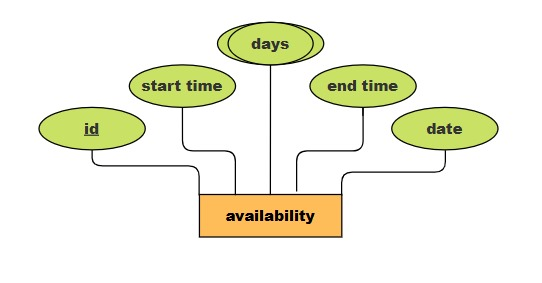 days
start time
end time
id
date
availability